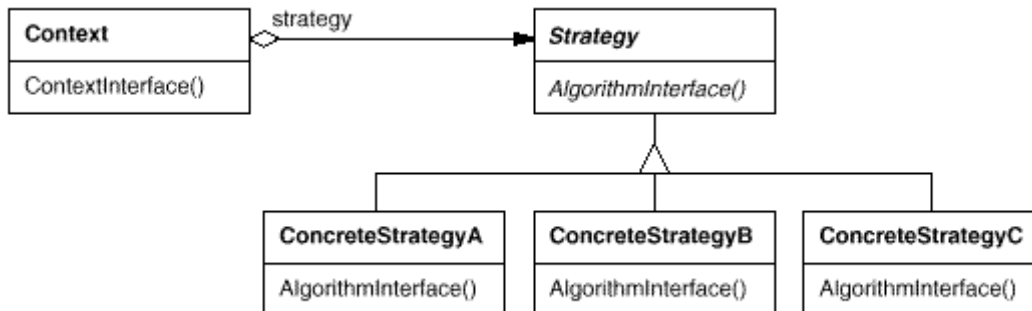 Context
ContextInterface()
strategy
Strategy
AlgorithmInterface()
ConcreteStrategyA
AlgorithmInterface()
ConcreteStrategyB
AlgorithmInterface()
ConcreteStrategyC
AlgorithmInterface()